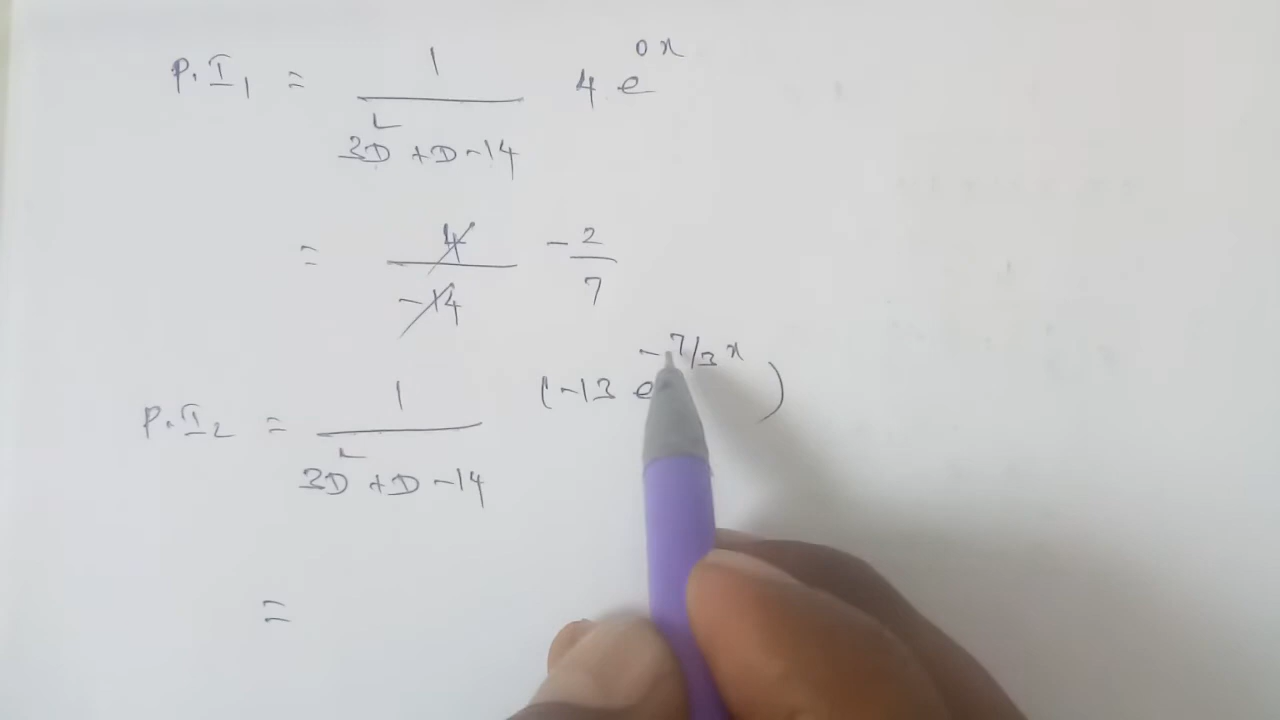 P.I₁ = 1 / (3D² + D - 14) 4 e^(0x)
= 4 / -14 - 2/7
P.I₂ = 1 / (3D² + D - 14) (-13 e^(-7/3 x))
=